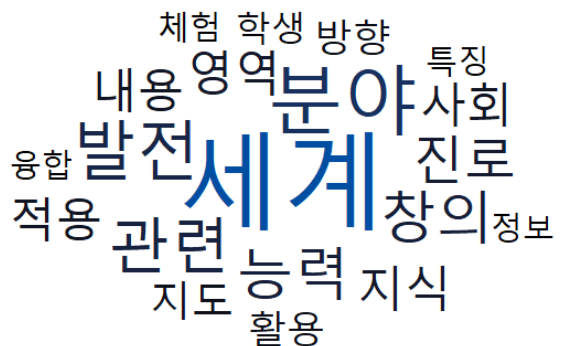 체험 학생 방향
영역 특징
내용 분야 사회
발전 세계 진로
융합
적용 창의 정보
관련 능력 지식
지도
활용